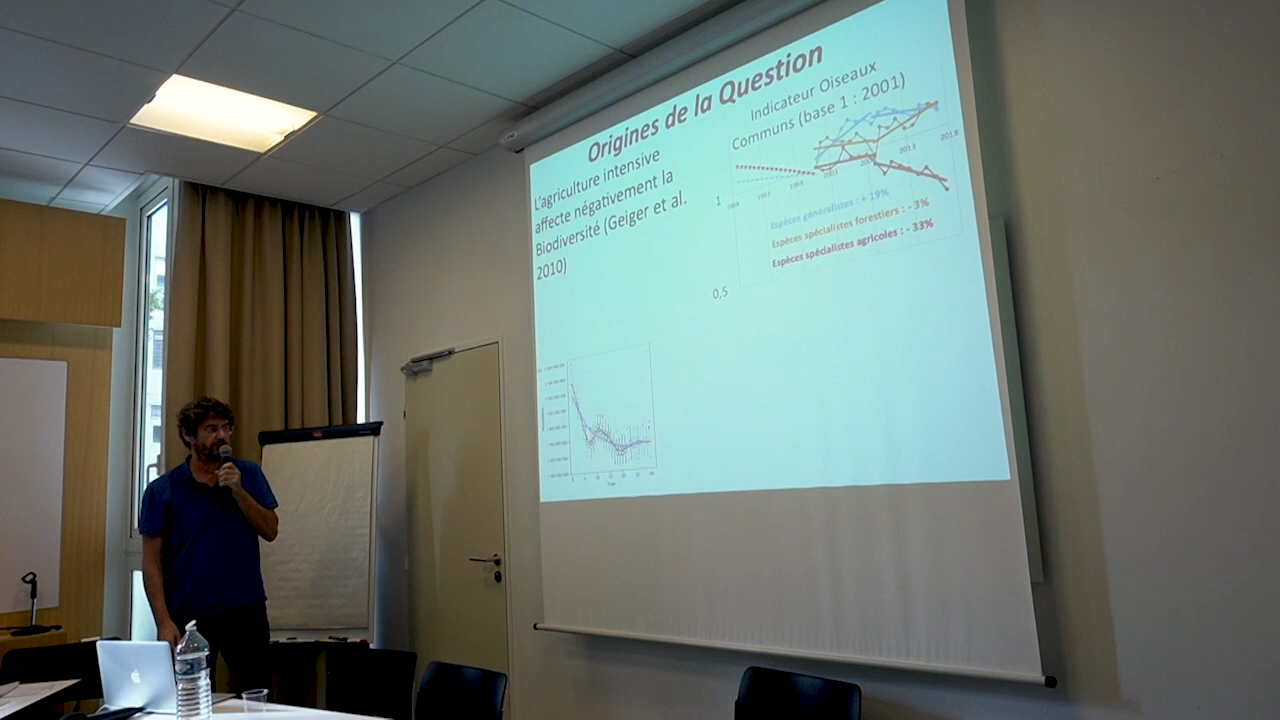 Origines de la Question
L'agriculture intensive
affecte négativement la
Biodiversité (Geiger et al.
2010)
Indicateur Oiseaux
Communs (base 1 : 2001)
2013
2018
1
Espèces généralistes : + 19%
Espèces spécialistes forestiers : - 3%
Espèces spécialistes agricoles : - 33%
0,5